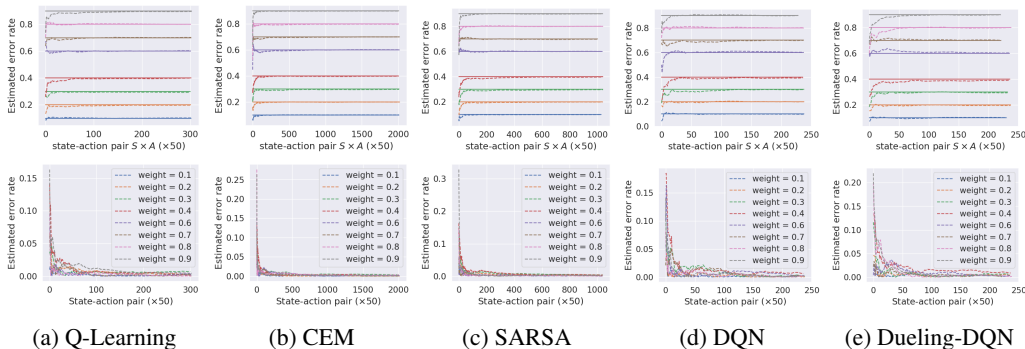 Estimated error rate
0.8
0.6
0.4
0.2
0 100 200 300
state-action pair S × A (×50)
Estimated error rate
0.8
0.6
0.4
0.2
0 500 1000 1500 2000
state-action pair S × A (×50)
Estimated error rate
0.8
0.6
0.4
0.2
0 200 400 600 800 1000
state-action pair S × A (×50)
Estimated error rate
0.8
0.6
0.4
0.2
0.0
0 50 100 150 200 250
state-action pair S × A (×50)
Estimated error rate
0.8
0.6
0.4
0.2
0 50 100 150 200 250
state-action pair S × A (×50)
Estimated error rate
0.15
0.10
0.05
0.00
weight = 0.1
weight = 0.2
weight = 0.3
weight = 0.4
weight = 0.6
weight = 0.7
weight = 0.8
weight = 0.9
0 100 200 300
State-action pair (×50)
Estimated error rate
0.25
0.20
0.15
0.10
0.05
0.00
weight = 0.1
weight = 0.2
weight = 0.3
weight = 0.4
weight = 0.6
weight = 0.7
weight = 0.8
weight = 0.9
0 500 1000 1500 2000
State-action pair (×50)
Estimated error rate
0.3
0.2
0.1
0.0
weight = 0.1
weight = 0.2
weight = 0.3
weight = 0.4
weight = 0.6
weight = 0.7
weight = 0.8
weight = 0.9
0 200 400 600 800 1000
State-action pair (×50)
Estimated error rate
0.15
0.10
0.05
0.00
weight = 0.1
weight = 0.2
weight = 0.3
weight = 0.4
weight = 0.6
weight = 0.7
weight = 0.8
weight = 0.9
0 50 100 150 200 250
State-action pair (×50)
Estimated error rate
0.20
0.15
0.10
0.05
0.00
weight = 0.1
weight = 0.2
weight = 0.3
weight = 0.4
weight = 0.6
weight = 0.7
weight = 0.8
weight = 0.9
0 50 100 150 200 250
State-action pair (×50)
(a) Q-Learning
(b) CEM
(c) SARSA
(d) DQN
(e) Dueling-DQN